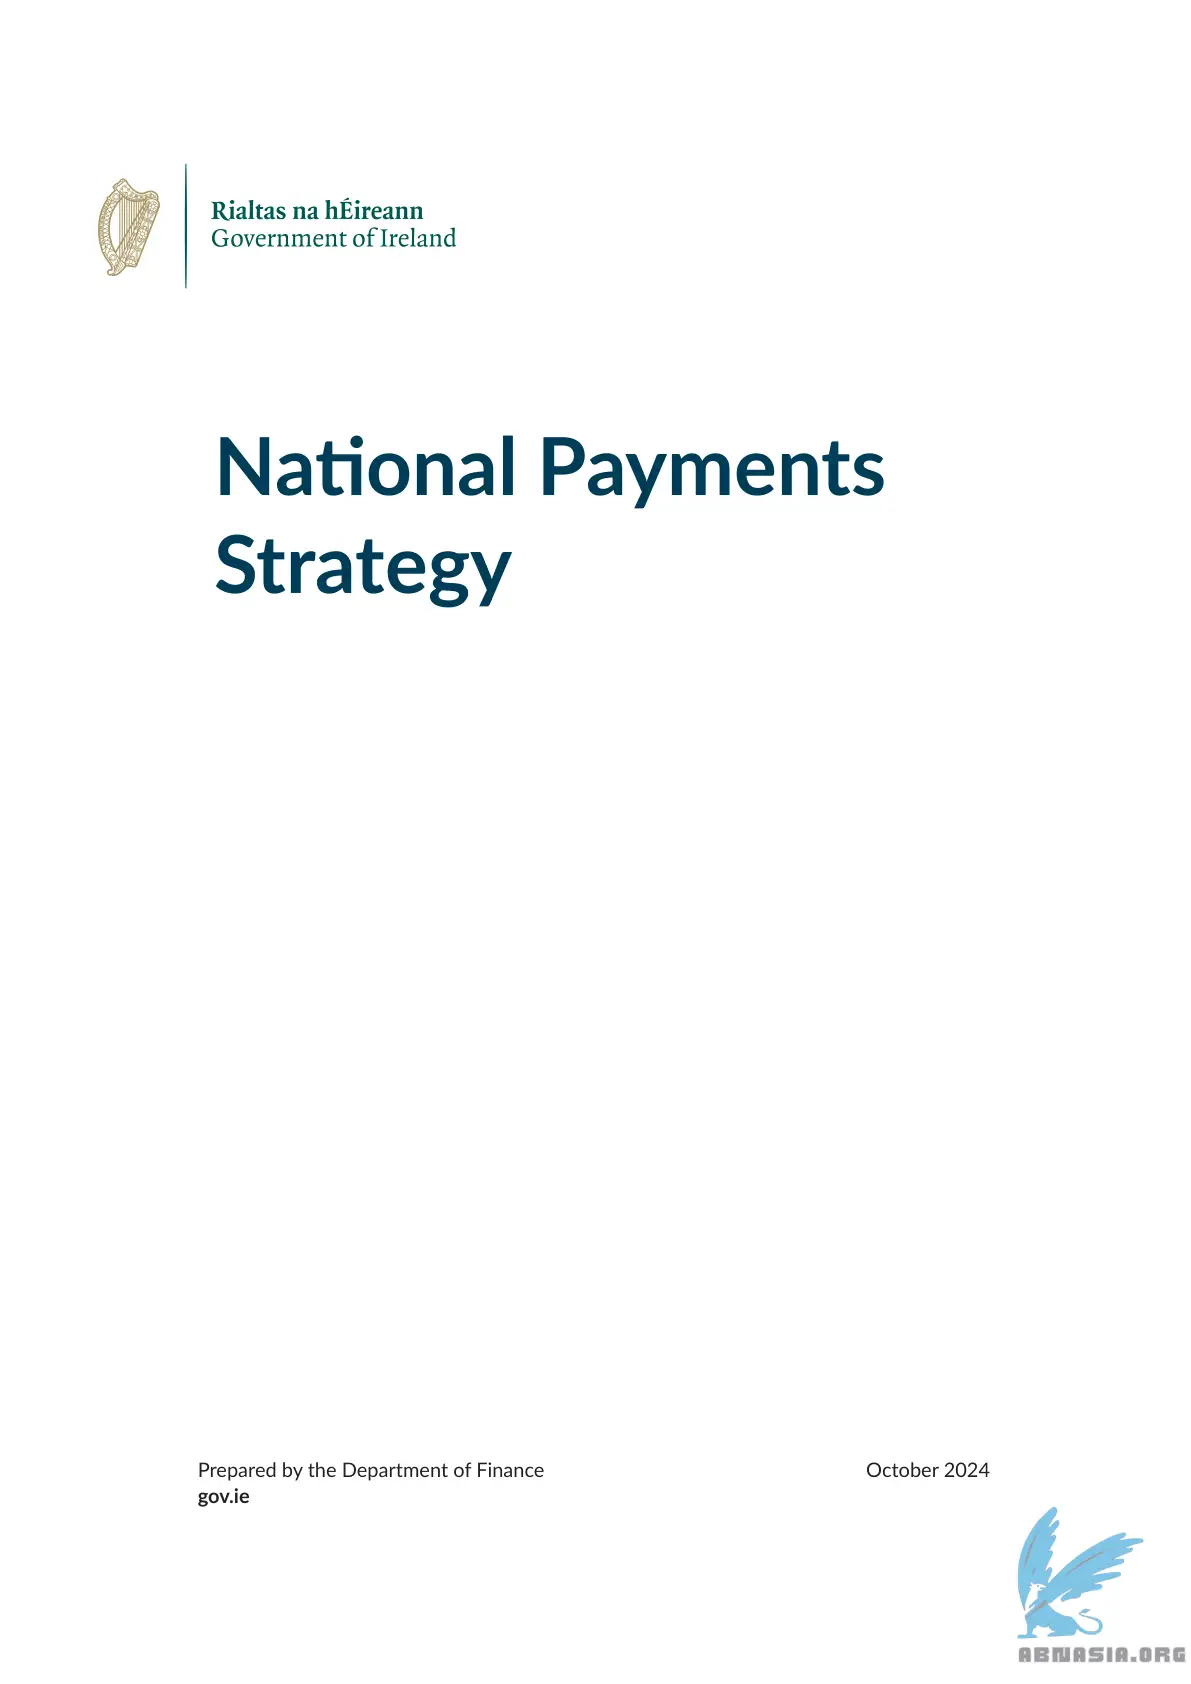 Rialtas na hÉireann
Government of Ireland
National Payments
Strategy
Prepared by the Department of Finance
October 2024
gov.ie
ABNASIA.ORG